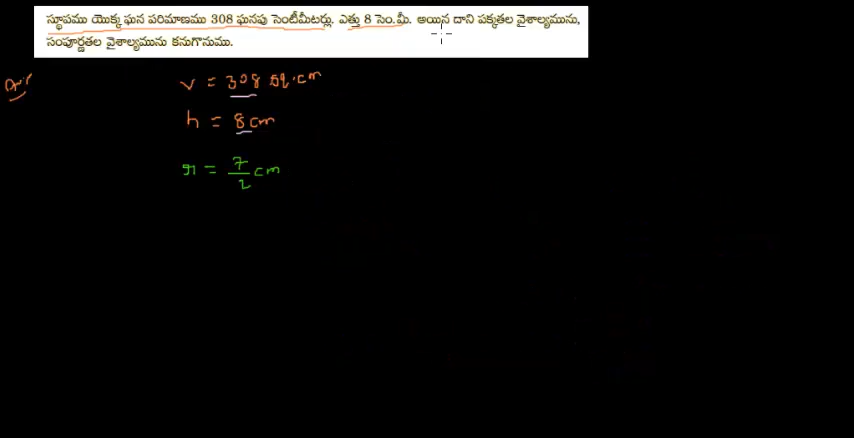 స్థూపము యొక్క ఘన పరిమాణము 308 ఘనపు సెంటీమీటర్లు. ఎత్తు 8 సెం.మీ. అయిన దాని పక్కతల వైశాల్యమును,
సంపూర్ణతల వైశాల్యమును కనుగొనుము.
V = 308 sq.cm
h = 8cm
r = 7/2 cm